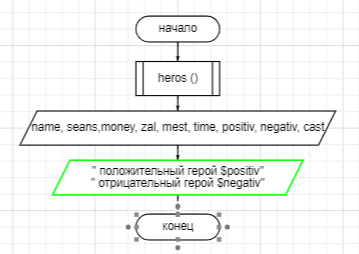 начало
heros ()
name, seans,money, zal, mest, time, positiv, negativ, cast
" положительный герой $positiv"
" отрицательный герой $negativ"
конец